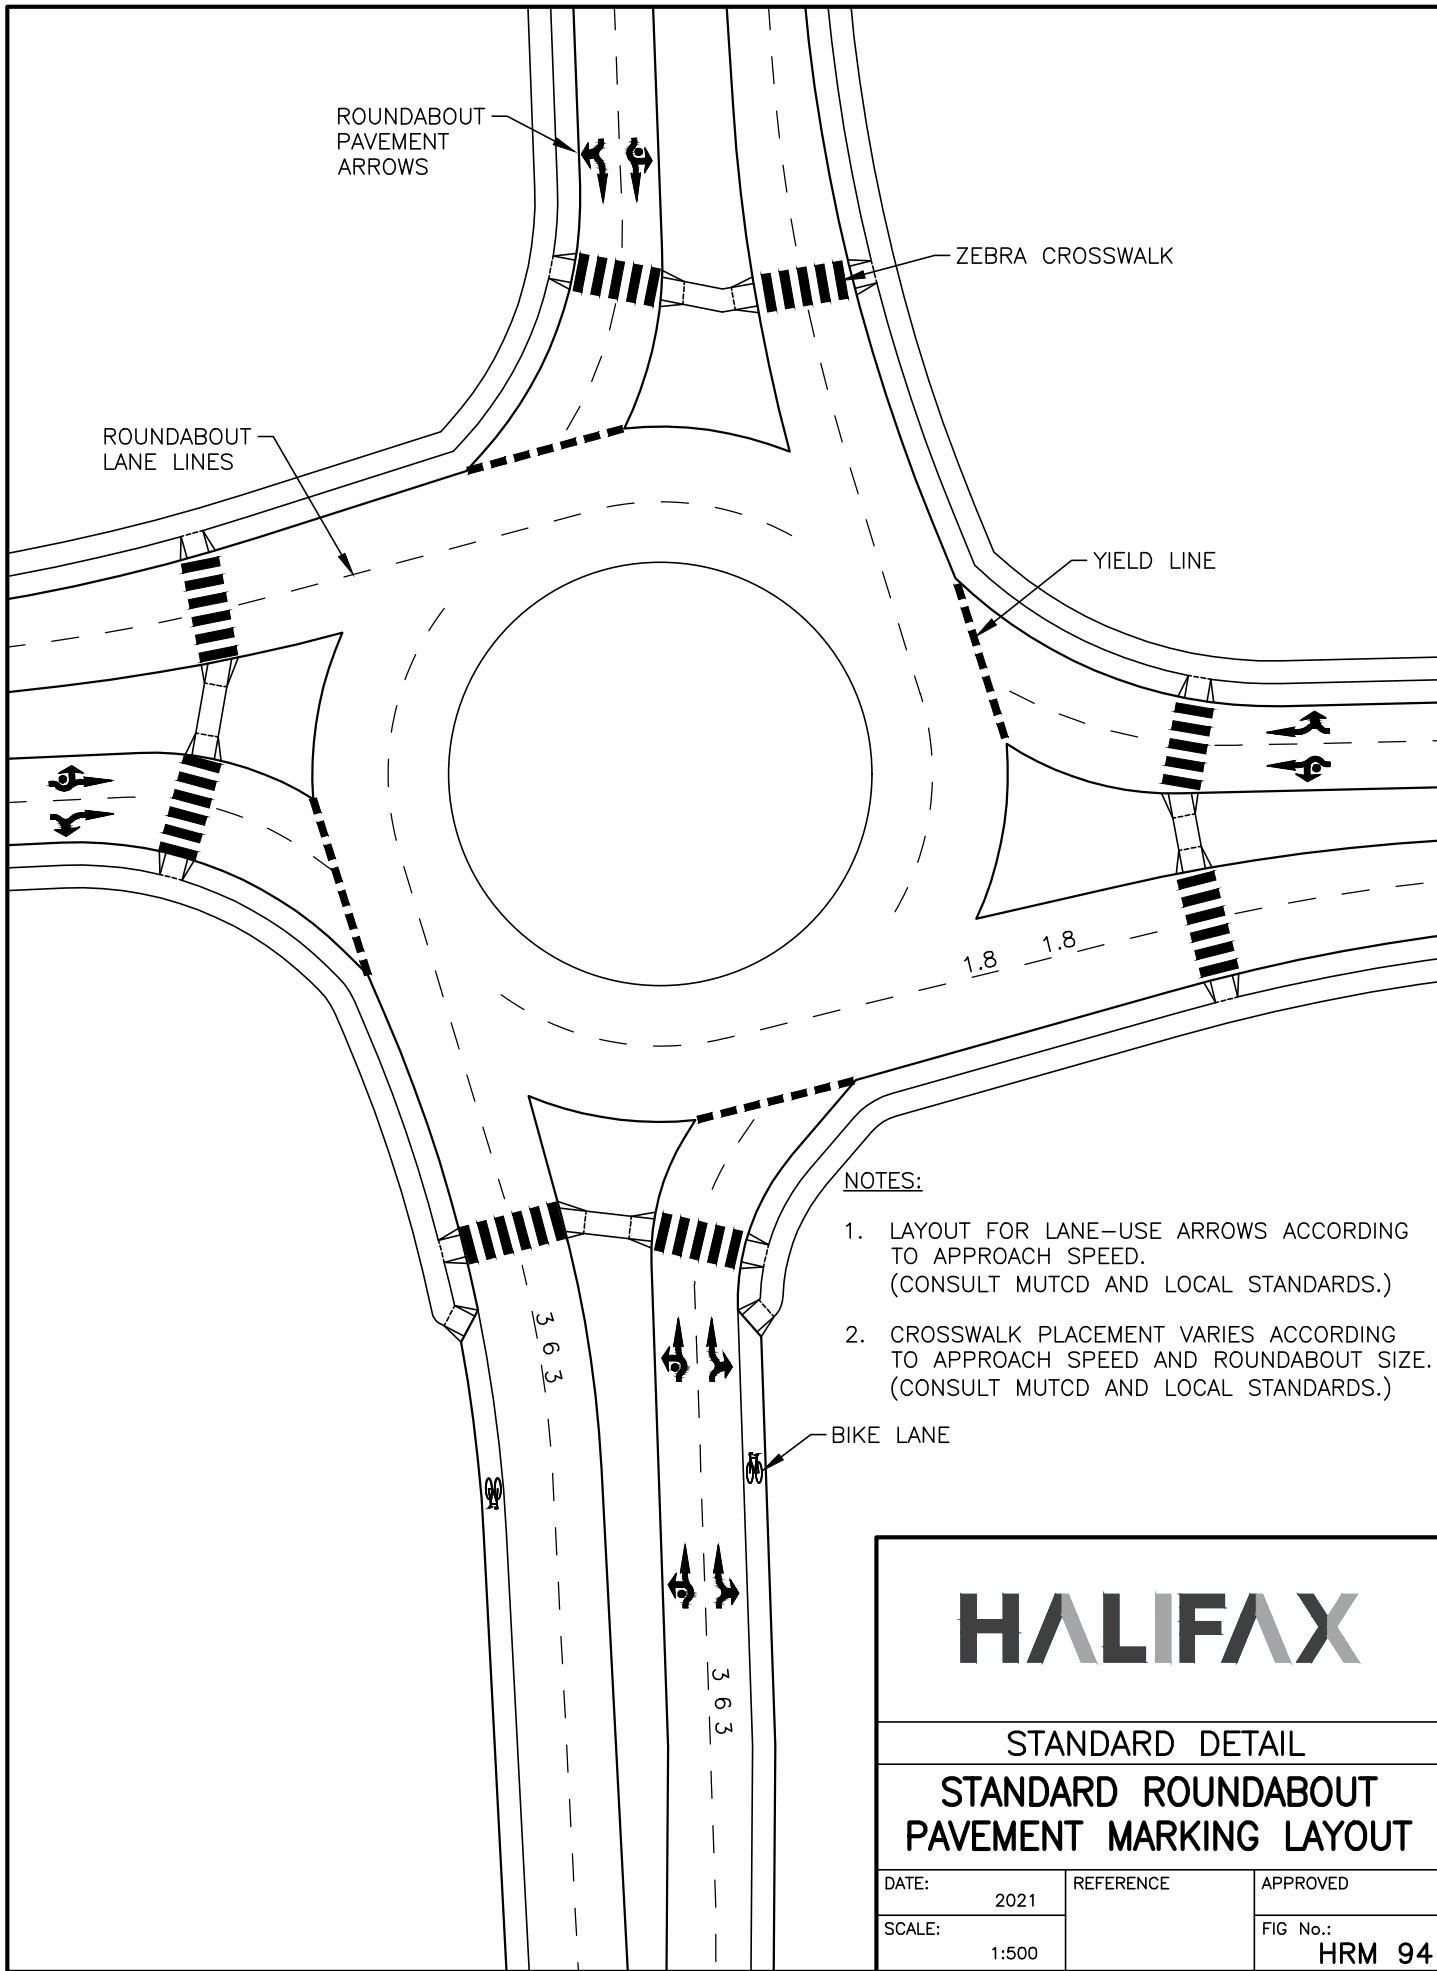 ROUNDABOUT
PAVEMENT
ARROWS
ZEBRA CROSSWALK
ROUNDABOUT
LANE LINES
YIELD LINE
1.8 1.8
NOTES:
1. LAYOUT FOR LANE-USE ARROWS ACCORDING
TO APPROACH SPEED.
(CONSULT MUTCD AND LOCAL STANDARDS.)
2. CROSSWALK PLACEMENT VARIES ACCORDING
TO APPROACH SPEED AND ROUNDABOUT SIZE.
(CONSULT MUTCD AND LOCAL STANDARDS.)
3 6 3
BIKE LANE
3 6 3
HALIFAX
STANDARD DETAIL
STANDARD ROUNDABOUT
PAVEMENT MARKING LAYOUT
DATE: 2021
REFERENCE
APPROVED
SCALE: 1:500
FIG No.: HRM 94